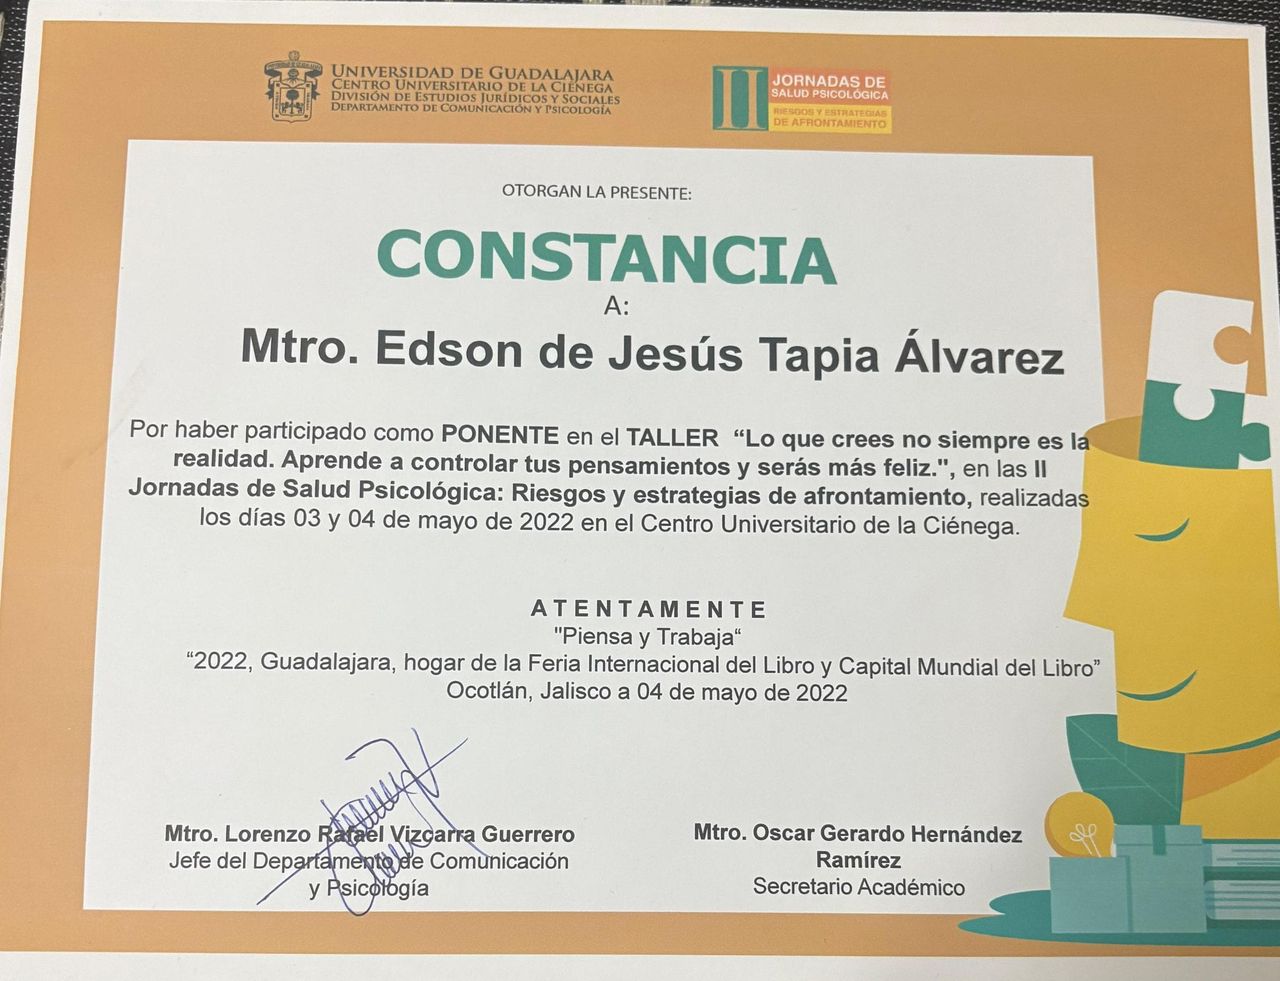 UNIVERSIDAD DE GUADALAJARA
CENTRO UNIVERSITARIO DE LA CIÉNEGA
DIVISIÓN DE ESTUDIOS JURÍDICOS Y SOCIALES
DEPARTAMENTO DE COMUNICACIÓN Y PSICOLOGÍA
II
JORNADAS DE
SALUD PSICOLÓGICA
RIESGOS Y ESTRATEGIAS
DE AFRONTAMIENTO
OTORGAN LA PRESENTE:
CONSTANCIA
A:
Mtro. Edson de Jesús Tapia Álvarez
Por haber participado como PONENTE en el TALLER “Lo que crees no siempre es la
realidad. Aprende a controlar tus pensamientos y serás más feliz.", en las II
Jornadas de Salud Psicológica: Riesgos y estrategias de afrontamiento, realizadas
los días 03 y 04 de mayo de 2022 en el Centro Universitario de la Ciénega.
A T E N T A M E N T E
"Piensa y Trabaja“
“2022, Guadalajara, hogar de la Feria Internacional del Libro y Capital Mundial del Libro”
Ocotlán, Jalisco a 04 de mayo de 2022
Mtro. Lorenzo Rafael Vizcarra Guerrero
Jefe del Departamento de Comunicación
y Psicología
Mtro. Oscar Gerardo Hernández
Ramírez
Secretario Académico